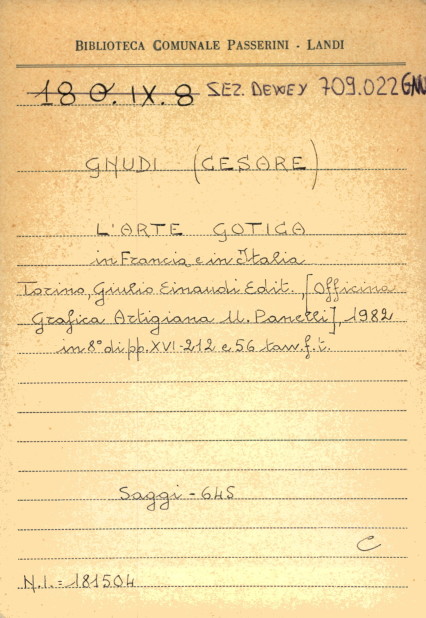 BIBLIOTECA COMUNALE PASSERINI - LANDI
18 O. IX. 8 SEZ. DEWEY 709.022 GNU
GNUDI (CESARE)
L'ARTE GOTICA
in Francia e in Italia
Torino, Giulio Einaudi Edit., [Officina
Grafica Artigiana U. Panelli], 1982
in 8° di pp. XVI-212 e 56 tavv. f. t.
Saggi - 645
C
N.I. = 181504